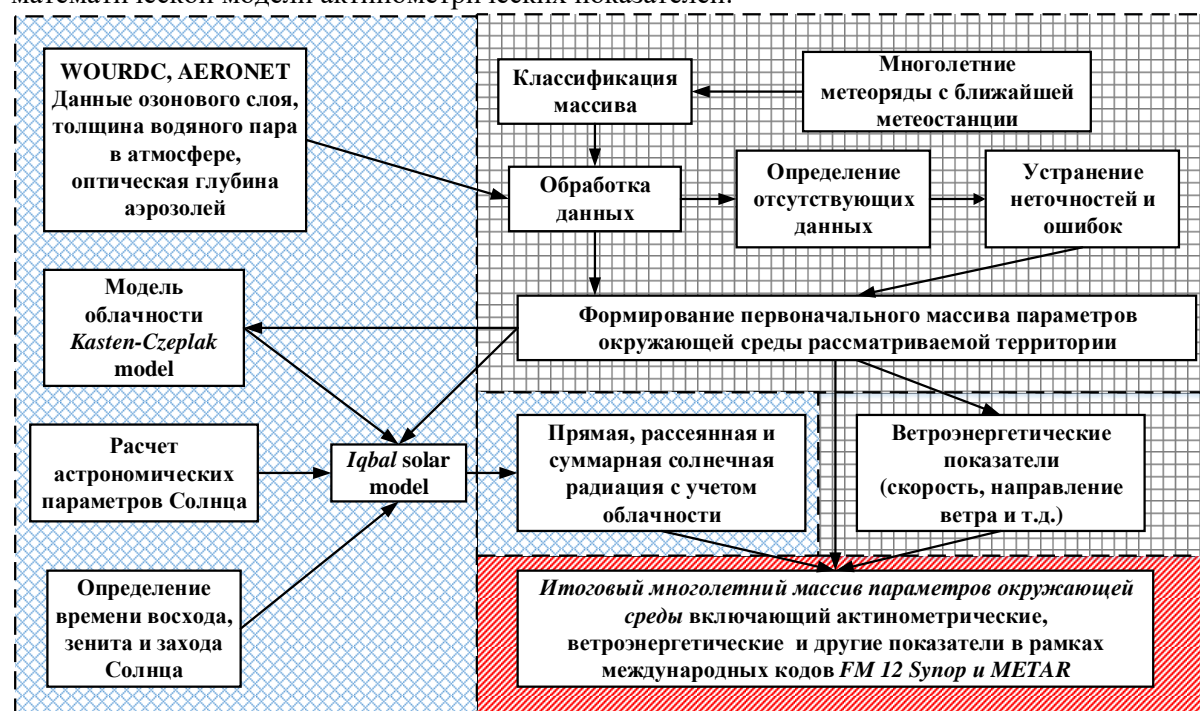 математической модели актинометрических показателей.
WOURDC, AERONET
Данные озонового слоя,
толщина водяного пара
в атмосфере,
оптическая глубина
аэрозолей
Классификация
массива
Многолетние
метеоряды с ближайшей
метеостанции
Обработка
данных
Определение
отсутствующих
данных
Устранение
неточностей и
ошибок
Модель
облачности
Kasten-Czeplak
model
Формирование первоначального массива параметров
окружающей среды рассматриваемой территории
Расчет
астрономических
параметров Солнца
Iqbal solar
model
Прямая, рассеянная и
суммарная солнечная
радиация с учетом
облачности
Ветроэнергетические
показатели
(скорость, направление
ветра и т.д.)
Определение
времени восхода,
зенита и захода
Солнца
Итоговый многолетний массив параметров окружающей
среды включающий актинометрические,
ветроэнергетические и другие показатели в рамках
международных кодов FM 12 Synop и METAR